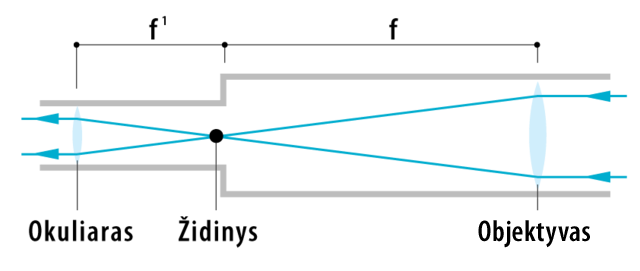 f¹
f
Okuliaras
Židinys
Objektyvas